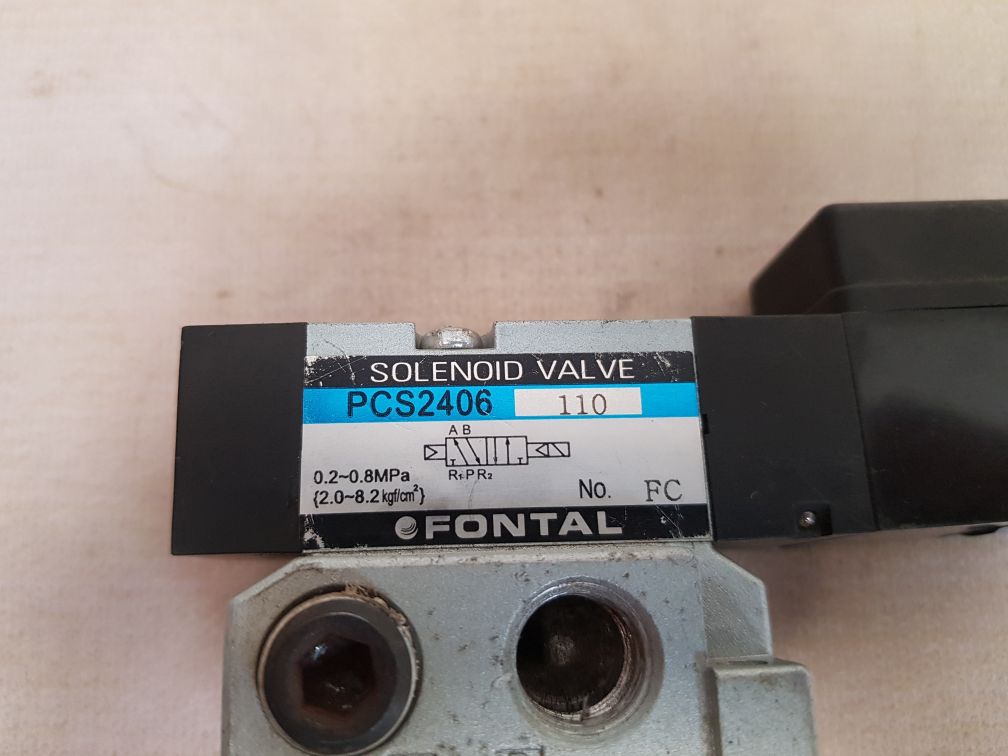 SOLENOID VALVE
PCS2406 110
A B
R₁ P R₂
0.2~0.8MPa
{2.0~8.2 kgf/cm²}
No. FC
FONTAL